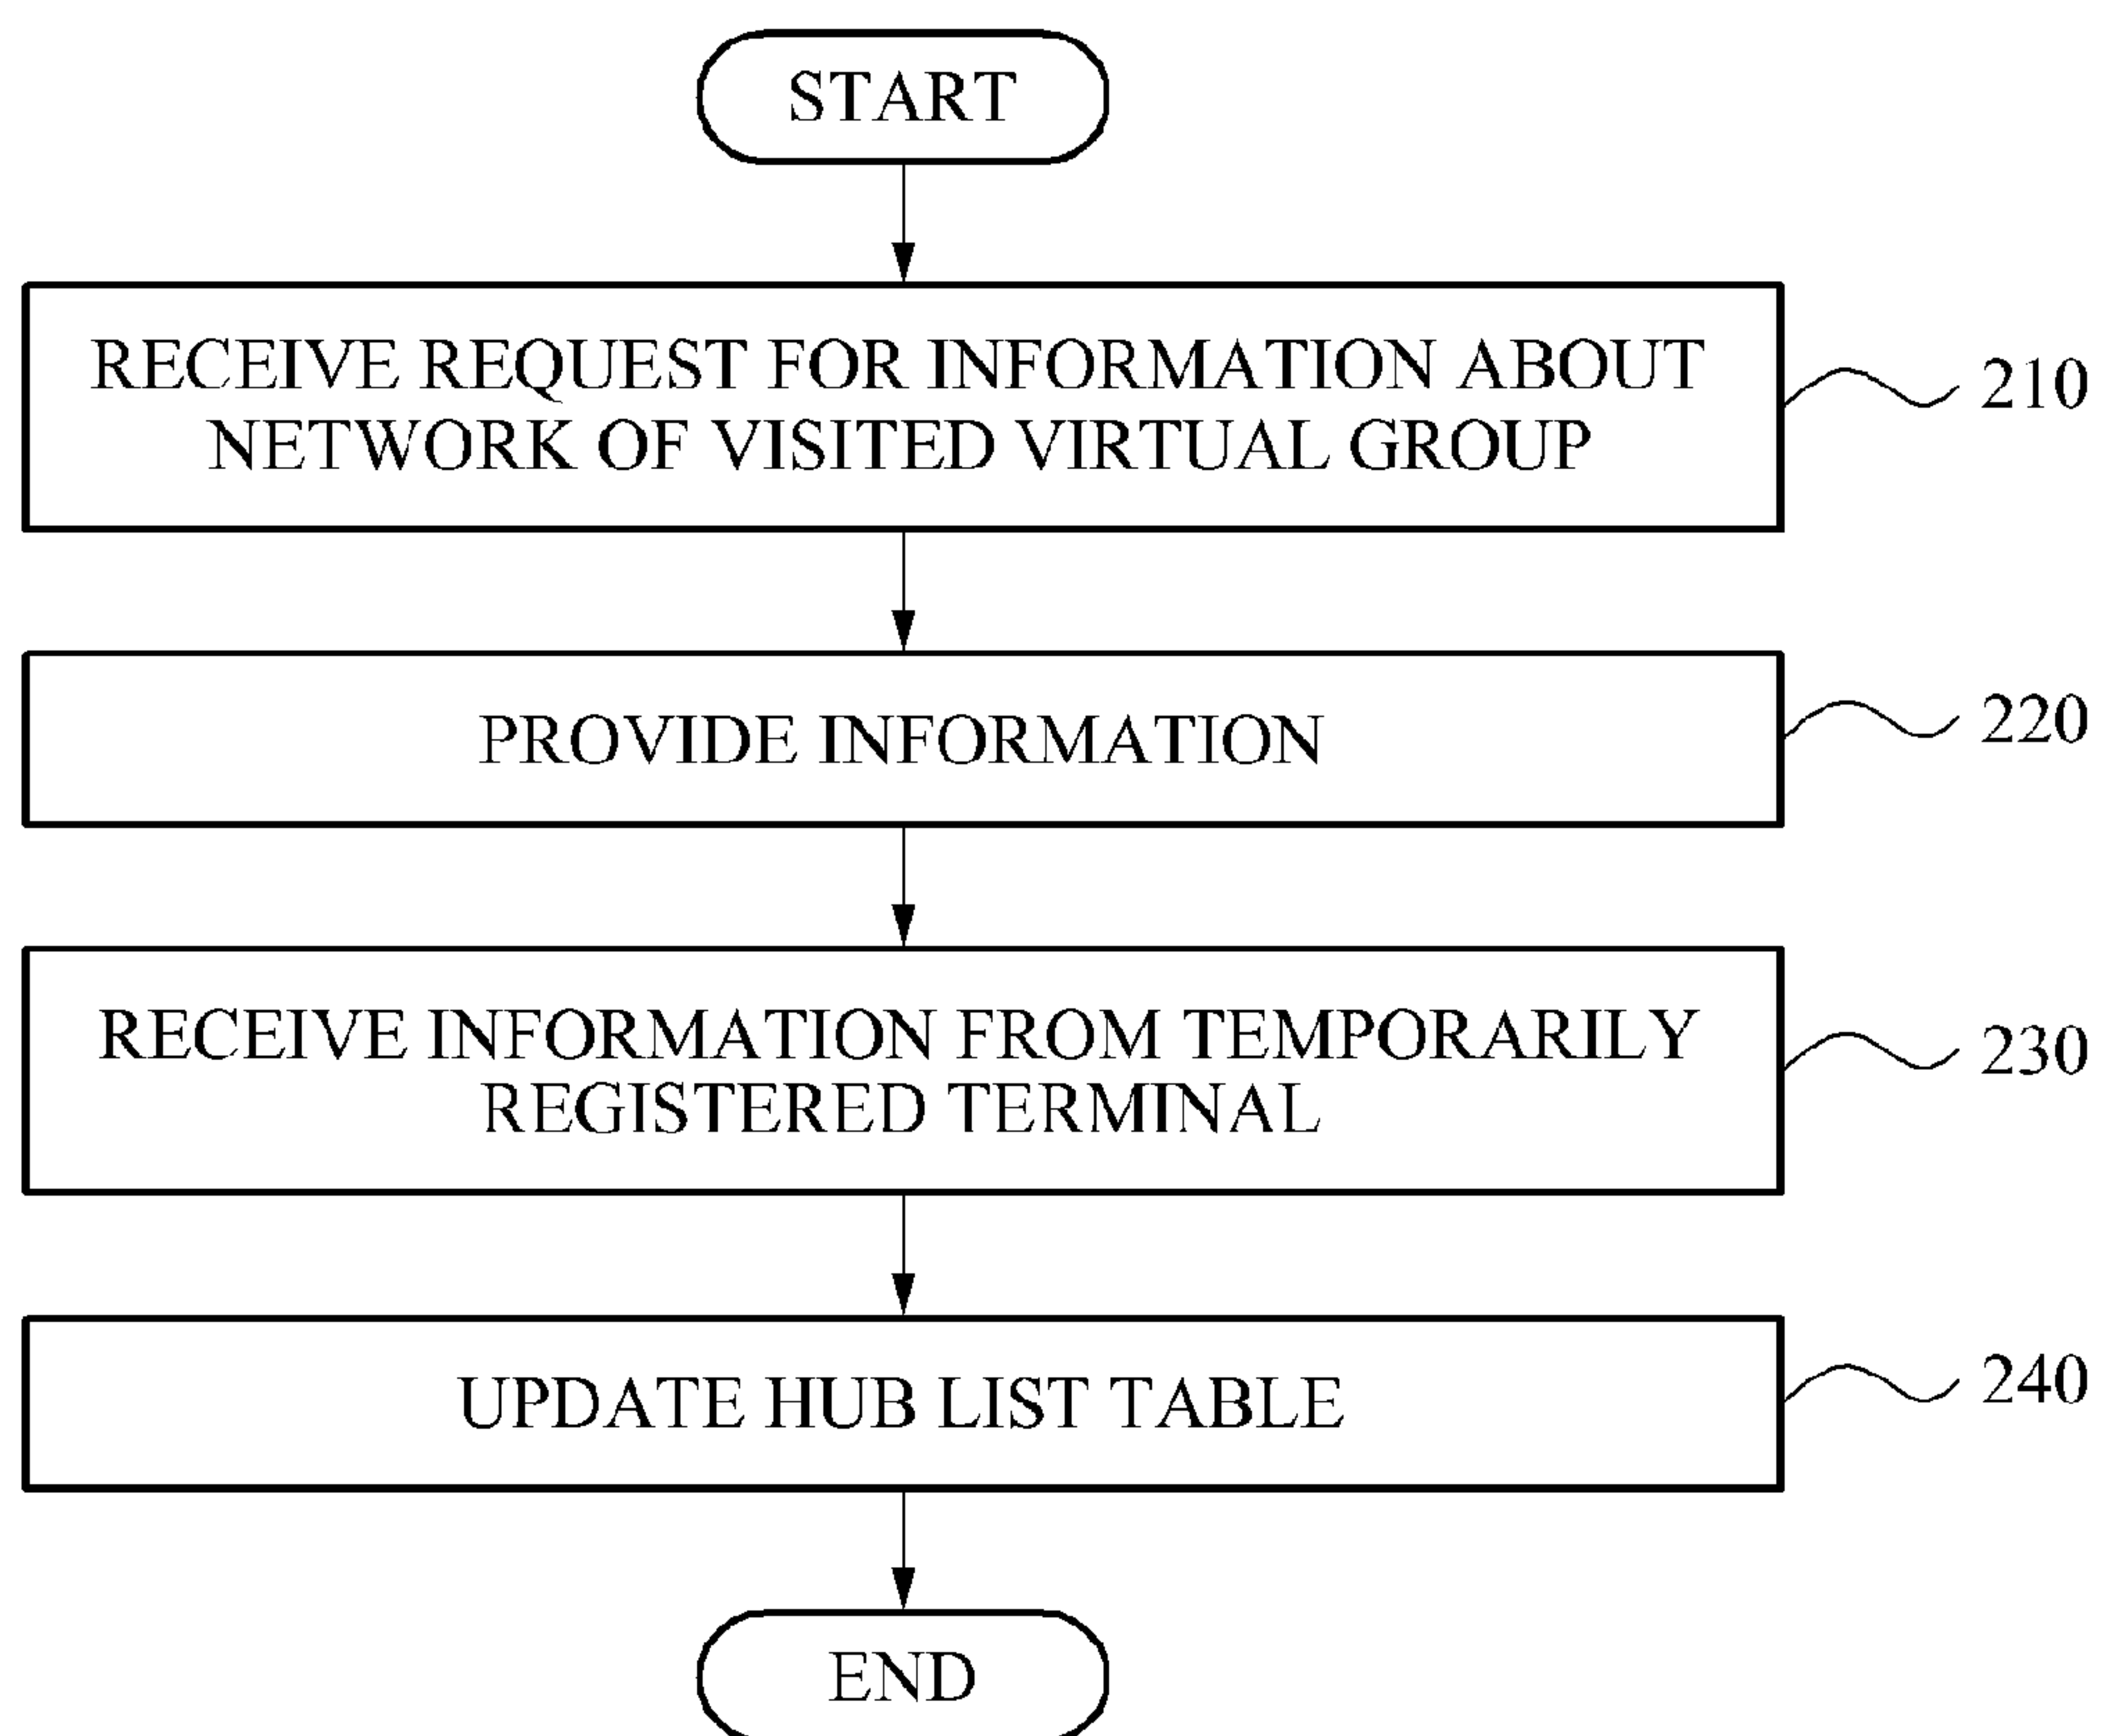 START
RECEIVE REQUEST FOR INFORMATION ABOUT
NETWORK OF VISITED VIRTUAL GROUP
210
PROVIDE INFORMATION
220
RECEIVE INFORMATION FROM TEMPORARILY
REGISTERED TERMINAL
230
UPDATE HUB LIST TABLE
240
END